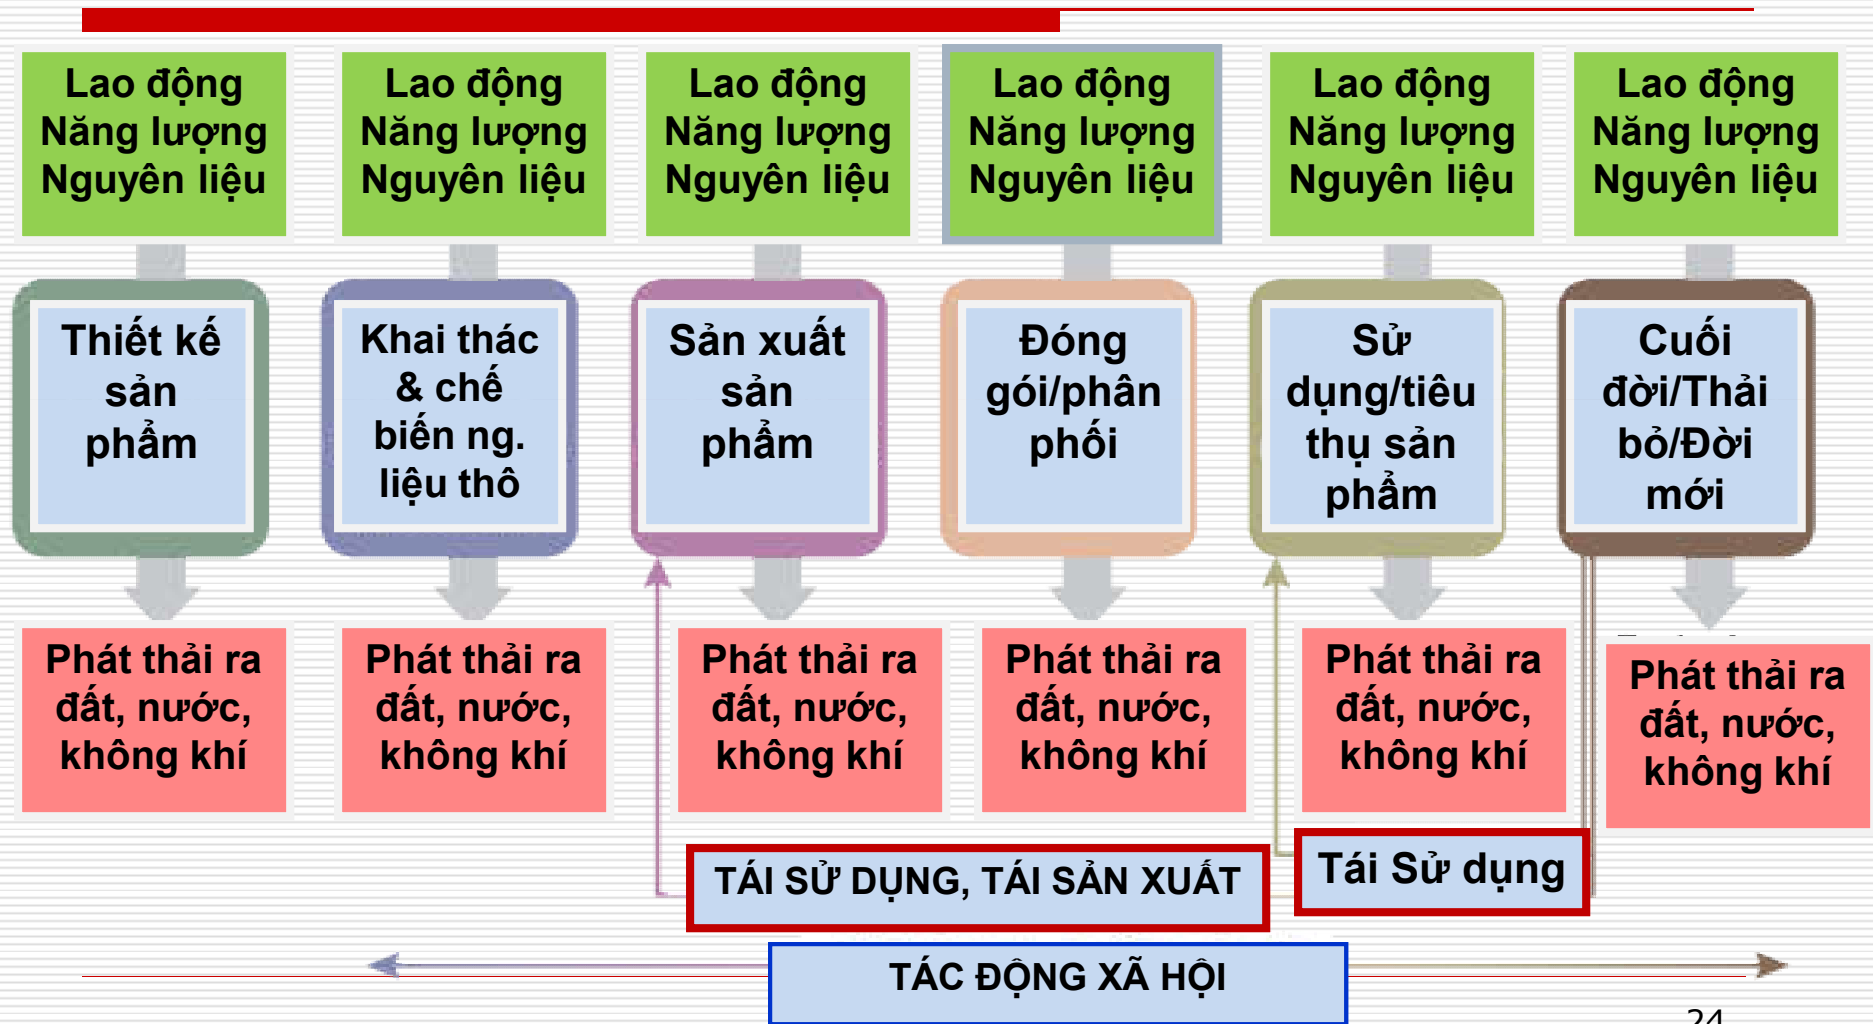 Lao động
Năng lượng
Nguyên liệu
Lao động
Năng lượng
Nguyên liệu
Lao động
Năng lượng
Nguyên liệu
Lao động
Năng lượng
Nguyên liệu
Lao động
Năng lượng
Nguyên liệu
Lao động
Năng lượng
Nguyên liệu
Thiết kế
sản
phẩm
Khai thác
& chế
biến ng.
liệu thô
Sản xuất
sản
phẩm
Đóng
gói/phân
phối
Sử
dụng/tiêu
thụ sản
phẩm
Cuối
đời/Thải
bỏ/Đời
mới
Phát thải ra
đất, nước,
không khí
Phát thải ra
đất, nước,
không khí
Phát thải ra
đất, nước,
không khí
Phát thải ra
đất, nước,
không khí
Phát thải ra
đất, nước,
không khí
Phát thải ra
đất, nước,
không khí
TÁI SỬ DỤNG, TÁI SẢN XUẤT
Tái Sử dụng
TÁC ĐỘNG XÃ HỘI
24